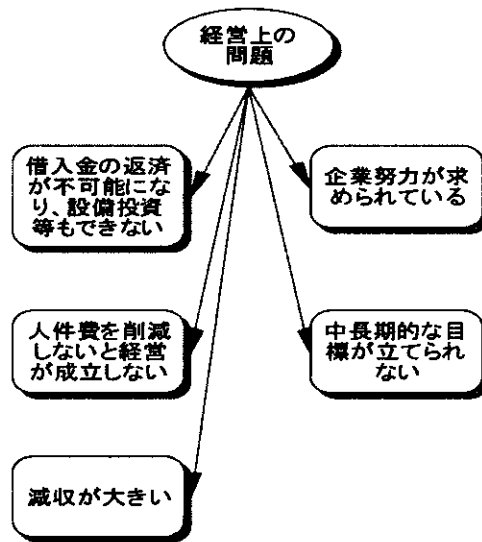 経営上の
問題
借入金の返済
が不可能にな
り、設備投資
等もできない
企業努力が求
められている
人件費を削減
しないと経営
が成立しない
中長期的な目
標が立てられ
ない
減収が大きい